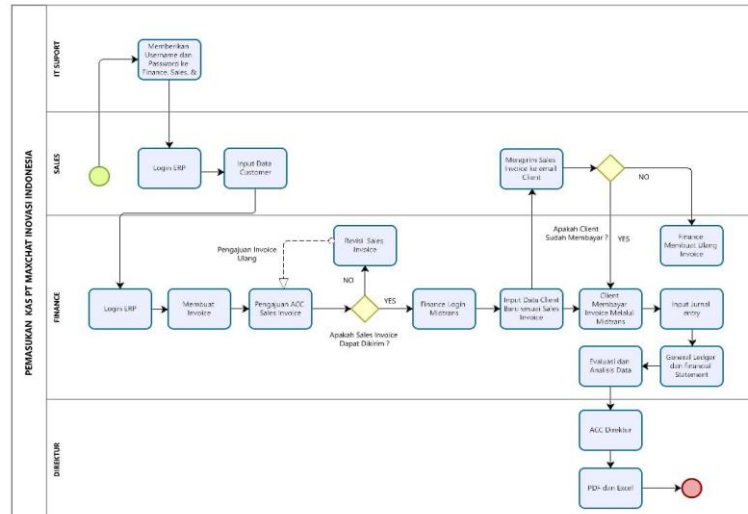 PEMASUKAN KAS PT MAXCHAT INOVASI INDONESIA
IT SUPORT
Memberikan
Username dan
Password ke
Finance, Sales, &
SALES
Login ERP
Input Data
Customer
Mengirim Sales
Invoice ke email
Client
NO
Apakah Client
Sudah Membayar ?
YES
Finance
Membuat Ulang
Invoice
FINANCE
Pengajuan Invoice
Ulang
Revisi Sales
Invoice
NO
Login ERP
Membuat
Invoice
Pengajuan ACC
Sales Invoice
YES
Apakah Sales Invoice
Dapat Dikirim ?
Finance Login
Midtrans
Input Data Client
Baru sesuai Sales
Invoice
Client
Membayar
Invoice Melalui
Midtrans
Input Jurnal
entry
Evaluasi dan
Analisis Data
General Ledger
dan Financial
Statement
DIREKTUR
ACC Direktur
PDF dan Excel